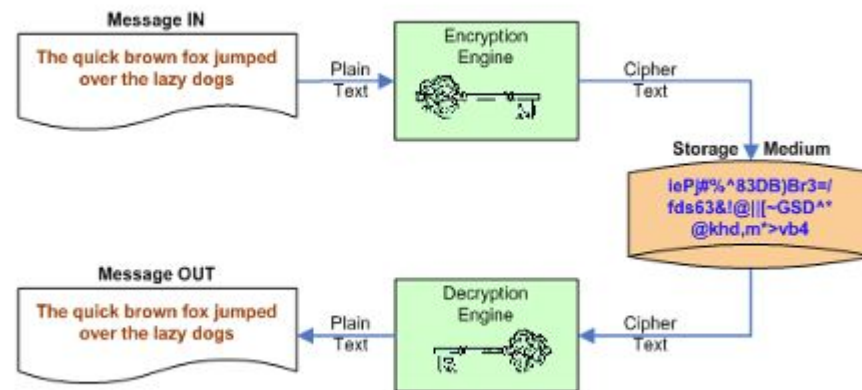 Message IN
The quick brown fox jumped
over the lazy dogs
Plain
Text
Encryption
Engine
Cipher
Text
Storage Medium
iePj#%^83DB)Br3=/
fds63&!@||[~GSD^*
@khd,m*>vb4
Message OUT
The quick brown fox jumped
over the lazy dogs
Plain
Text
Decryption
Engine
Cipher
Text